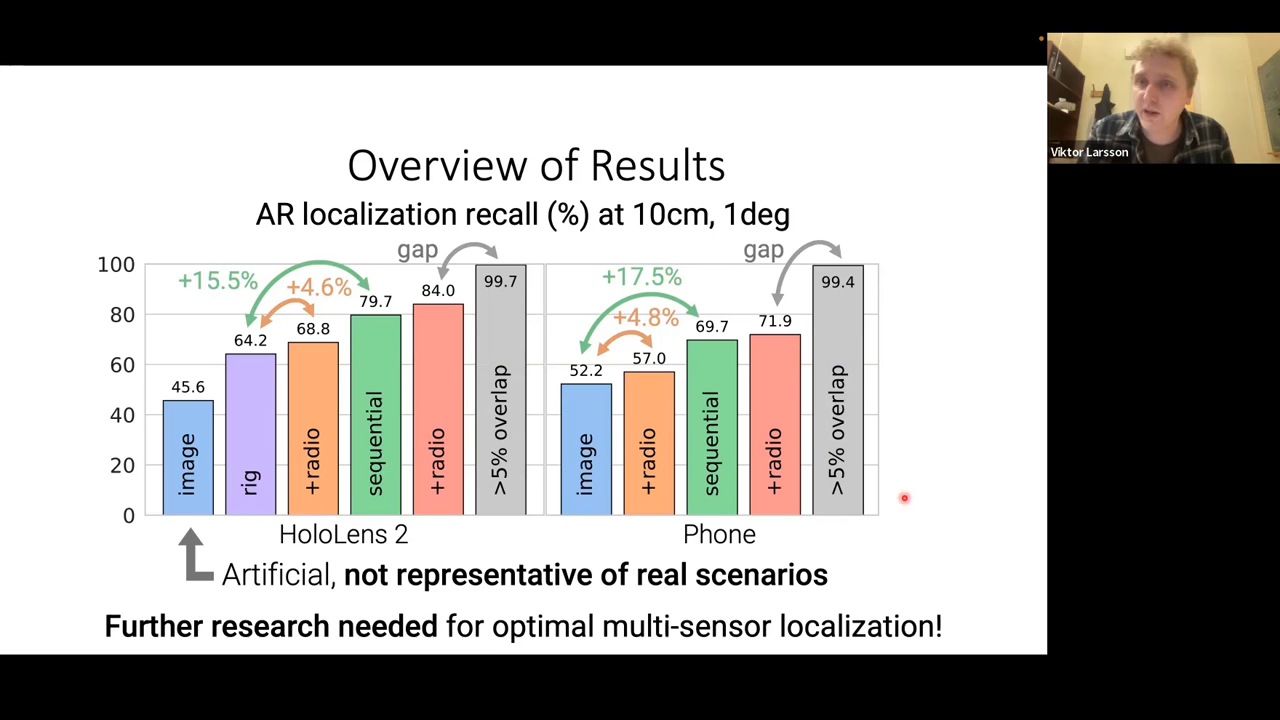 Viktor Larsson
Overview of Results
AR localization recall (%) at 10cm, 1deg
gap
gap
+15.5%
+4.6%
+17.5%
+4.8%
100
80
60
40
20
0
45.6
64.2
68.8
79.7
84.0
99.7
52.2
57.0
69.7
71.9
99.4
image
rig
+radio
sequential
+radio
>5% overlap
image
+radio
sequential
+radio
>5% overlap
HoloLens 2
Phone
Artificial, not representative of real scenarios
Further research needed for optimal multi-sensor localization!